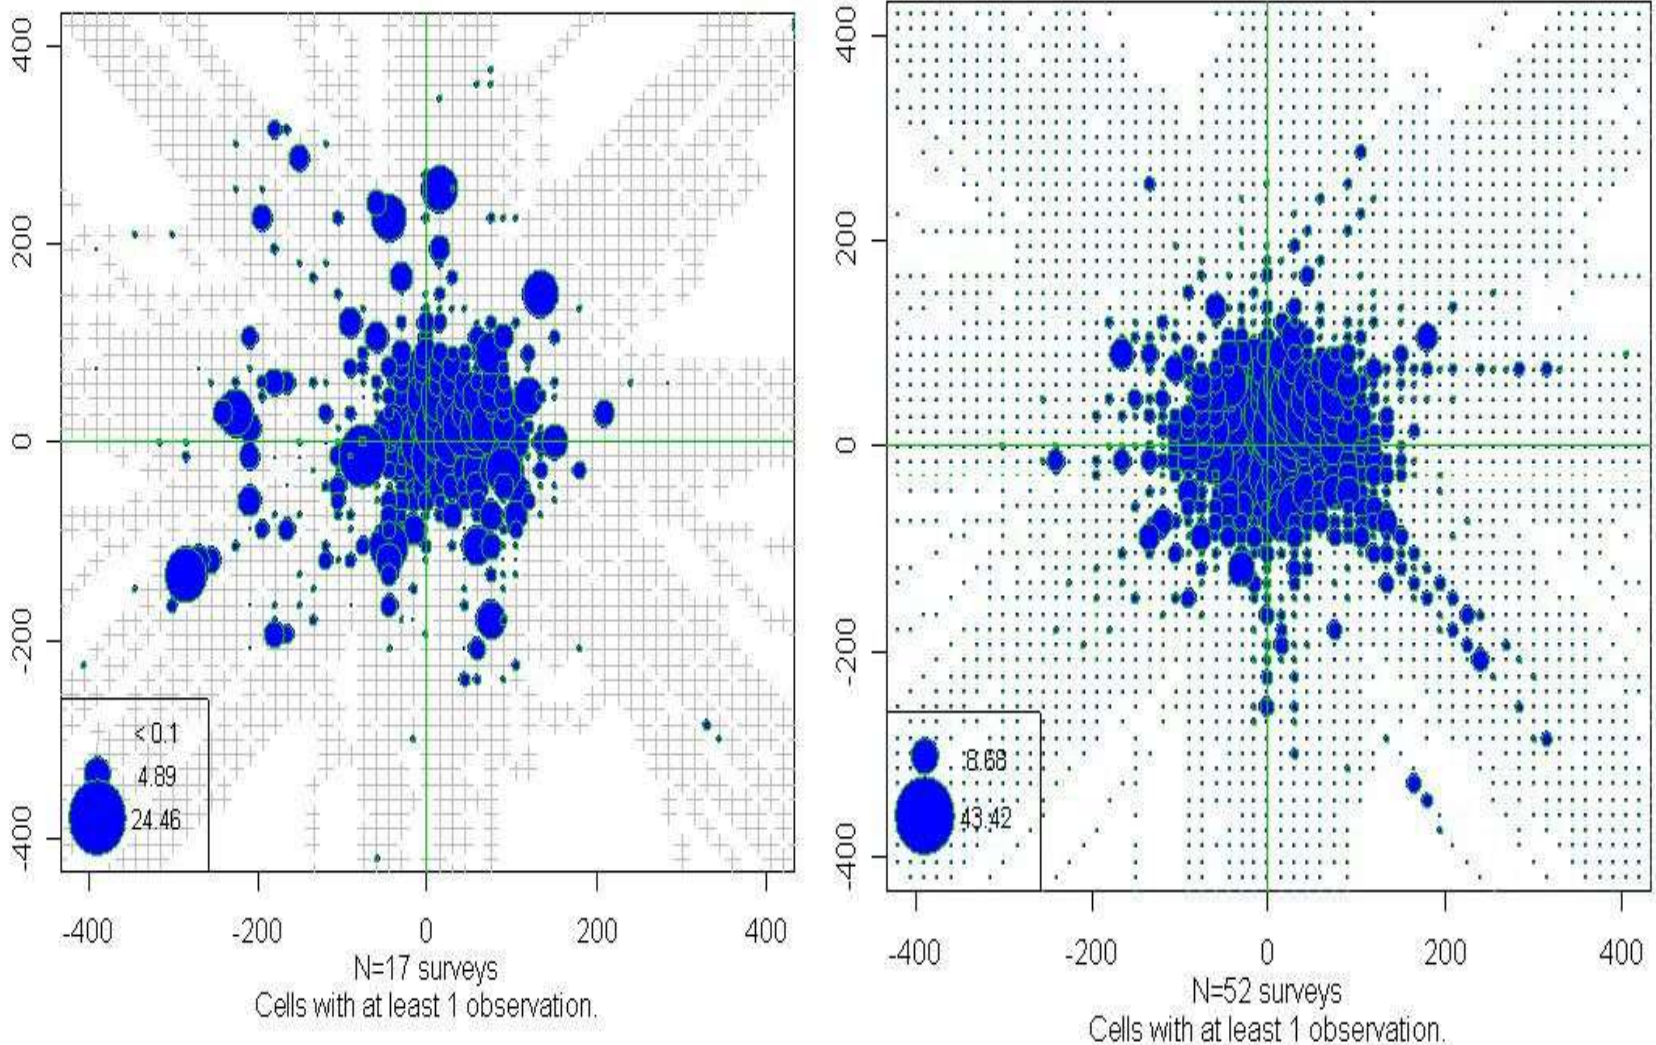 400
200
0
-200
-400
<0.1
4.89
24.46
-400 -200 0 200 400
N=17 surveys
Cells with at least 1 observation.
400
200
0
-200
-400
8.68
43.42
-400 -200 0 200 400
N=52 surveys
Cells with at least 1 observation.